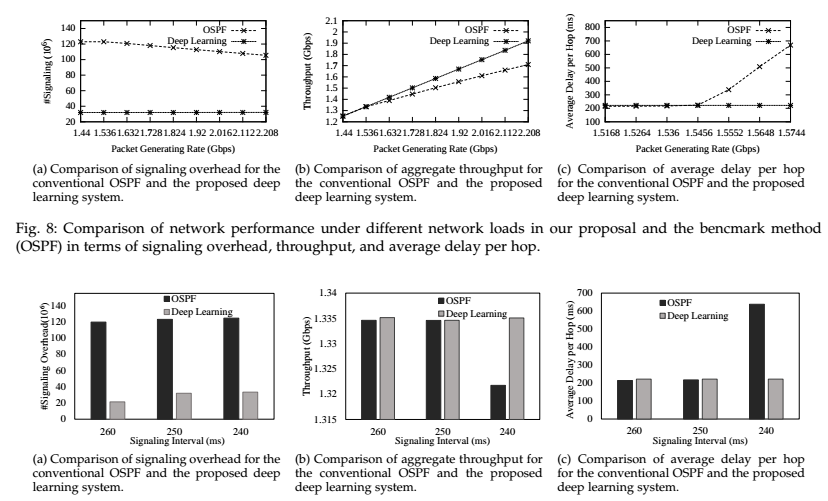 140
120
100
80
60
40
20
#Signaling (10⁶)
OSPF
Deep Learning
1.44 1.536 1.632 1.728 1.824 1.92 2.016 2.112 2.208
Packet Generating Rate (Gbps)
(a) Comparison of signaling overhead for the
conventional OSPF and the proposed deep
learning system.
2.1
2
1.9
1.8
1.7
1.6
1.5
1.4
1.3
1.2
Throughput (Gbps)
OSPF
Deep Learning
1.44 1.536 1.632 1.728 1.824 1.92 2.016 2.112 2.208
Packet Generating Rate (Gbps)
(b) Comparison of aggregate throughput for
the conventional OSPF and the proposed
deep learning system.
800
700
600
500
400
300
200
100
Average Delay per Hop (ms)
OSPF
Deep Learning
1.5168 1.5264 1.536 1.5456 1.5552 1.5648 1.5744
Packet Generating Rate (Gbps)
(c) Comparison of average delay per hop
for the conventional OSPF and the proposed
deep learning system.
Fig. 8: Comparison of network performance under different network loads in our proposal and the bencmark method
(OSPF) in terms of signaling overhead, throughput, and average delay per hop.
140
120
100
80
60
40
20
0
#Signaling Overhead(10⁶)
OSPF
Deep Learning
260 250 240
Signaling Interval (ms)
(a) Comparison of signaling overhead for the
conventional OSPF and the proposed deep
learning system.
1.34
1.335
1.33
1.325
1.32
1.315
Throughput (Gbps)
OSPF
Deep Learning
260 250 240
Signaling Interval (ms)
(b) Comparison of aggregate throughput for
the conventional OSPF and the proposed
deep learning system.
700
600
500
400
300
200
100
0
Average Delay per Hop (ms)
OSPF
Deep Learning
260 250 240
Signaling Interval (ms)
(c) Comparison of average delay per hop
for the conventional OSPF and the proposed
deep learning system.